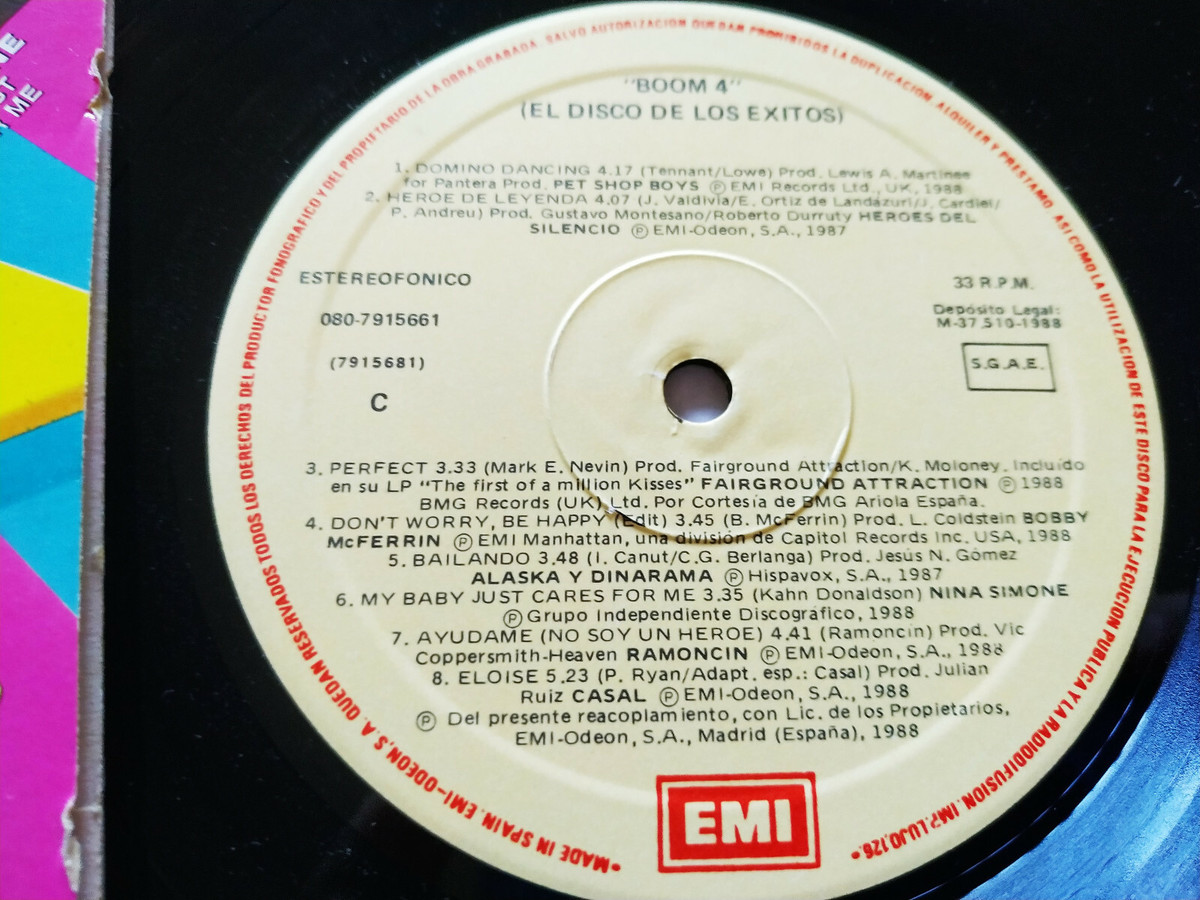 NE
ST
R ME
"BOOM 4"
(EL DISCO DE LOS EXITOS)
1. DOMINO DANCING 4.17 (Tennant/Lowe) Prod. Lewis A. Martinee
for Pantera Prod. PET SHOP BOYS Ⓟ EMI Records Ltd., UK, 1988
2. HEROE DE LEYENDA 4.07 (J. Valdivia/E. Ortiz de Landázuri/J. Cardiel/
P. Andreu) Prod. Gustavo Montesano/Roberto Durruty HEROES DEL
SILENCIO Ⓟ EMI-Odeon, S.A., 1987
ESTEREOFONICO
080-7915661
(7915681)
C
33 R.P.M.
Depósito Legal:
M-37.510-1988
S.G.A.E.
3. PERFECT 3.33 (Mark E. Nevin) Prod. Fairground Attraction/K. Moloney. Incluido
en su LP "The first of a million Kisses" FAIRGROUND ATTRACTION Ⓟ 1988
BMG Records (UK) Ltd. Por Cortesía de BMG Ariola España.
4. DON'T WORRY, BE HAPPY (Edit) 3.45 (B. McFerrin) Prod. L. Coldstein BOBBY
McFERRIN Ⓟ EMI Manhattan, una división de Capitol Records Inc. USA, 1988
5. BAILANDO 3.48 (I. Canut/C.G. Berlanga) Prod. Jesús N. Gómez
ALASKA Y DINARAMA Ⓟ Hispavox, S.A., 1987
6. MY BABY JUST CARES FOR ME 3.35 (Kahn Donaldson) NINA SIMONE
Ⓟ Grupo Independiente Discográfico, 1988
7. AYUDAME (NO SOY UN HEROE) 4.41 (Ramoncín) Prod. Vic
Coppersmith-Heaven RAMONCIN Ⓟ EMI-Odeon, S.A., 1988
8. ELOISE 5.23 (P. Ryan/Adapt. esp.: Casal) Prod. Julian
Ruiz CASAL Ⓟ EMI-Odeon, S.A., 1988
Ⓟ Del presente reacoplamiento, con Lic. de los Propietarios,
EMI-Odeon, S.A., Madrid (España), 1988
EMI
• MADE IN SPAIN. EMI-ODEON, S.A. QUEDAN RESERVADOS TODOS LOS DERECHOS DEL PRODUCTOR FONOGRAFICO Y DEL PROPIETARIO DE LA OBRA GRABADA. SALVO AUTORIZACION QUEDAN PROHIBIDOS LA DUPLICACION, ALQUILER Y PRESTAMO, ASI COMO LA UTILIZACION DE ESTE DISCO PARA LA EJECUCION PUBLICA Y LA RADIODIFUSION. IMP. LUJO, 126. •